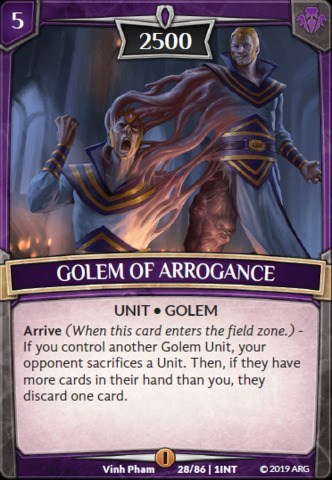 5
2500
GOLEM OF ARROGANCE
UNIT • GOLEM
Arrive (When this card enters the field zone.) -
If you control another Golem Unit, your
opponent sacrifices a Unit. Then, if they have
more cards in their hand than you, they
discard one card.
Vinh Pham 28/86 | 1INT © 2019 ARG